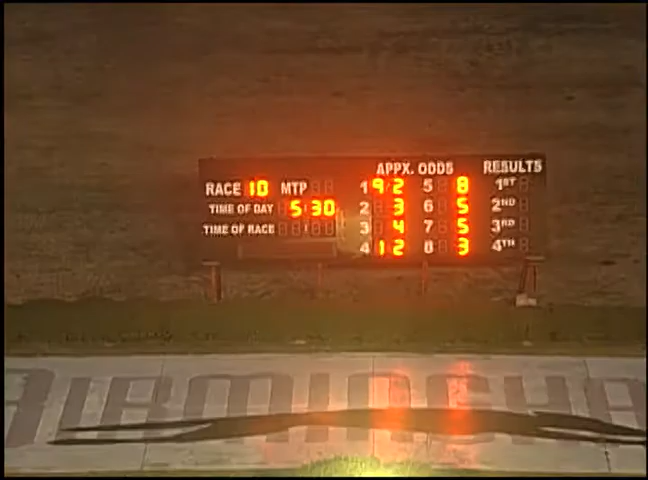 APPX. ODDS RESULTS
RACE 10 MTP 1 9 2 5 8 1ST
TIME OF DAY 5:30 2 3 6 5 2ND
TIME OF RACE 3 4 7 5 3RD
4 12 8 3 4TH
BIRMINGHA